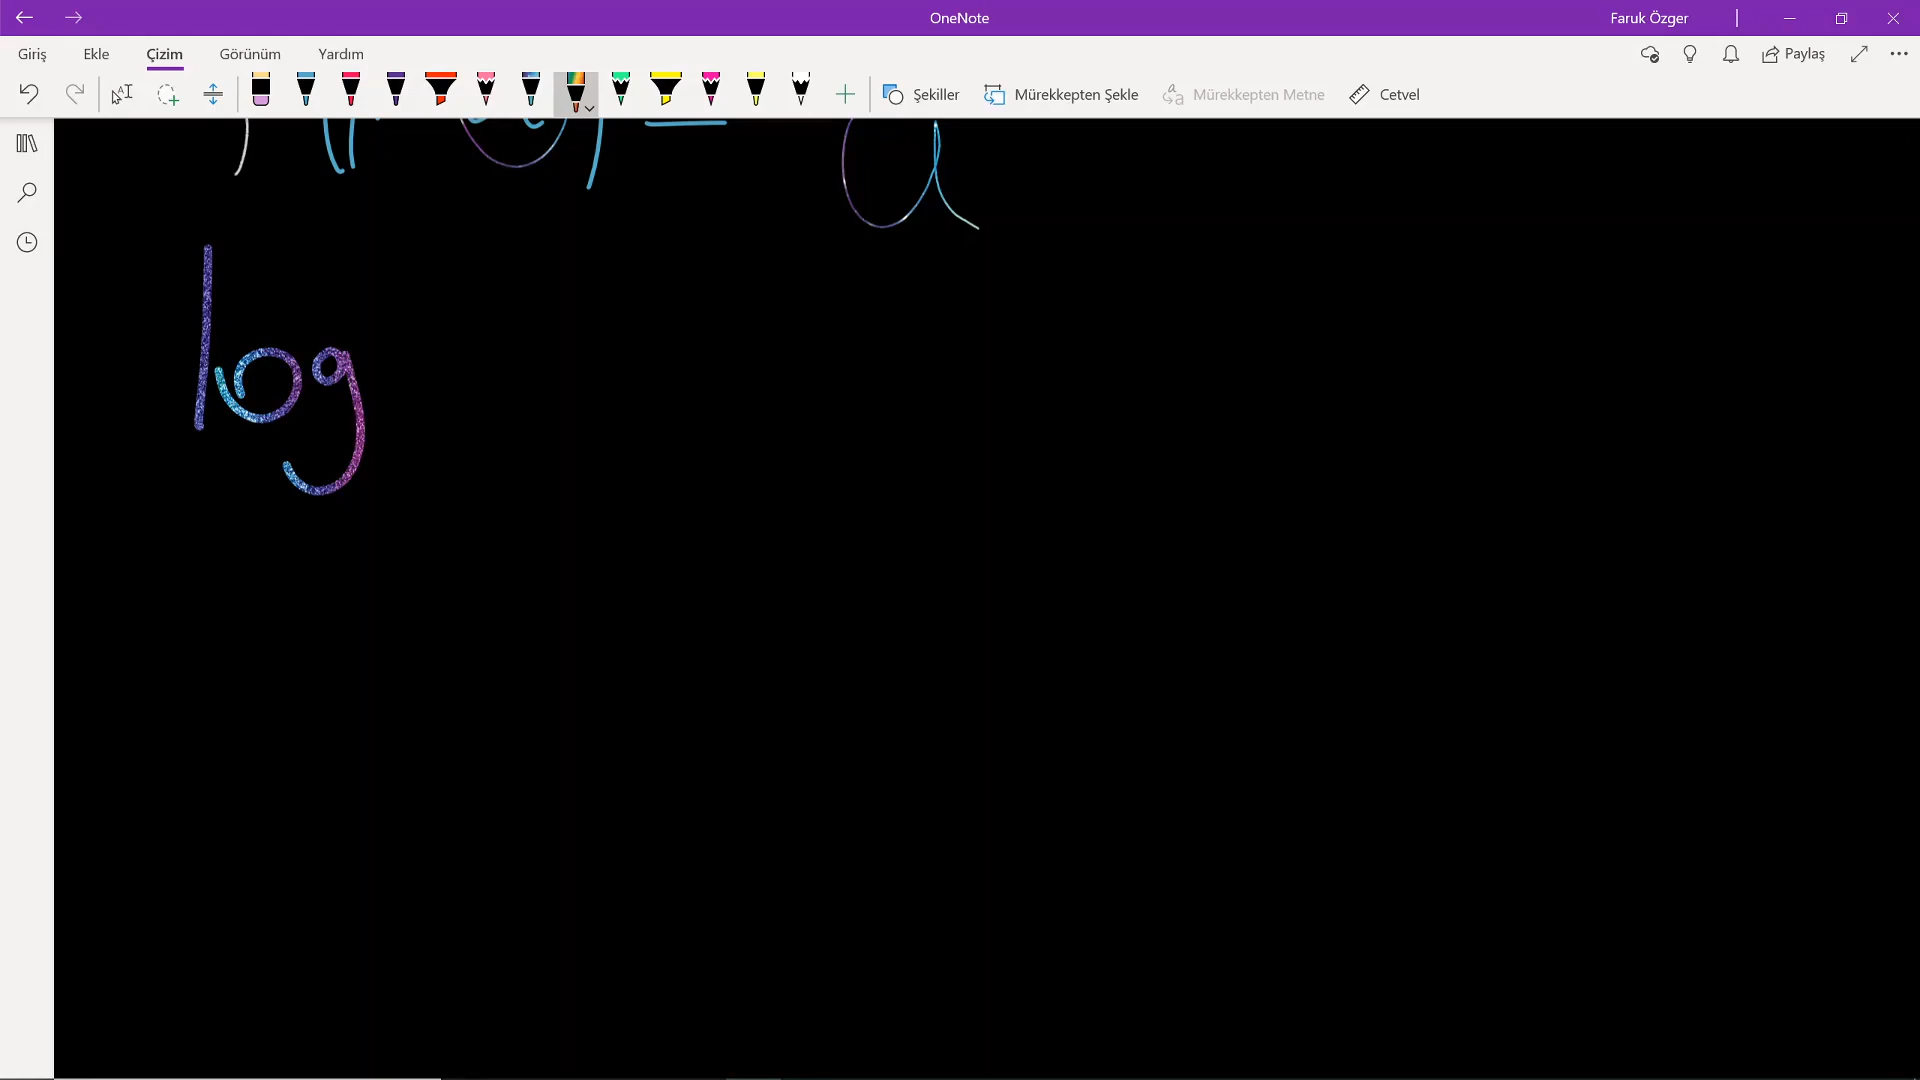 OneNote
Faruk Özger
Giriş Ekle Çizim Görünüm Yardım
Paylaş
Şekiller Mürekkepten Şekle Mürekkepten Metne Cetvel
log